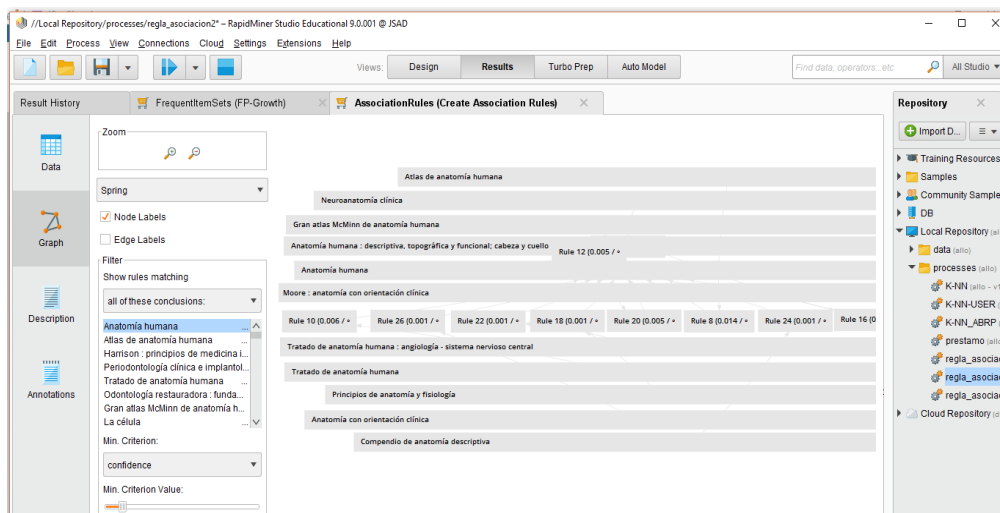 //Local Repository/processes/regla_asociacion2* – RapidMiner Studio Educational 9.0.001 @ JSAD
File Edit Process View Connections Cloud Settings Extensions Help
Views: Design Results Turbo Prep Auto Model Find data, operators...etc All Studio
Result History FrequentItemSets (FP-Growth) AssociationRules (Create Association Rules) Repository
Data
Graph
Description
Annotations
Zoom
Spring
Node Labels
Edge Labels
Filter
Show rules matching
all of these conclusions:
Anatomía humana ...
Atlas de anatomía humana ...
Harrison : principios de medicina i...
Periodontología clínica e implantol...
Tratado de anatomía humana ...
Odontología restauradora : funda...
Gran atlas McMinn de anatomía h...
La célula ...
Min. Criterion:
confidence
Min. Criterion Value:
Atlas de anatomía humana
Neuroanatomía clínica
Gran atlas McMinn de anatomía humana
Anatomía humana : descriptiva, topográfica y funcional; cabeza y cuello
Rule 12 (0.005 /
Anatomía humana
Moore : anatomía con orientación clínica
Rule 10 (0.006 / Rule 26 (0.001 / Rule 22 (0.001 / Rule 18 (0.001 / Rule 20 (0.005 / Rule 8 (0.014 / Rule 24 (0.001 / Rule 16 (0
Tratado de anatomía humana : angiología - sistema nervioso central
Tratado de anatomía humana
Principios de anatomía y fisiología
Anatomía con orientación clínica
Compendio de anatomía descriptiva
Import D...
Training Resources
Samples
Community Sample
DB
Local Repository (al
data (allo)
processes (allo)
K-NN (allo - v1
K-NN-USER
K-NN_ABRP
prestamo (allo
regla_asocia
regla_asocia
regla_asocia
Cloud Repository (d